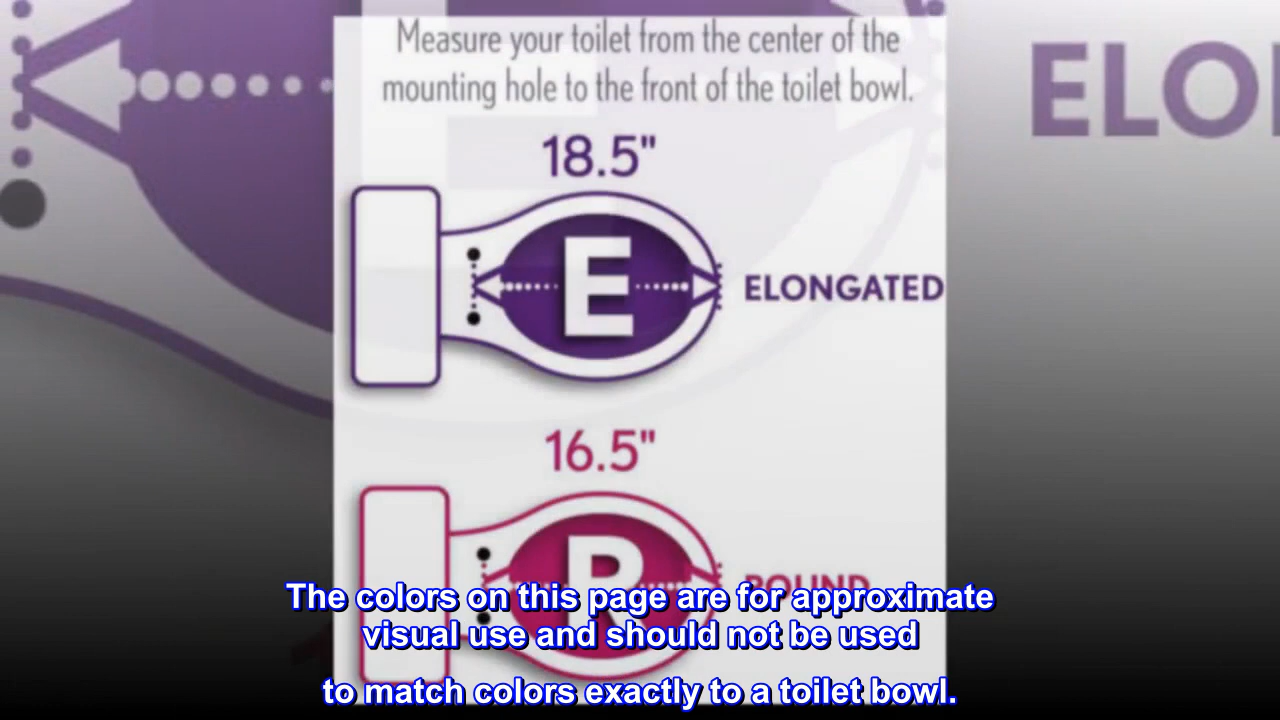 Measure your toilet from the center of the
mounting hole to the front of the toilet bowl.
ELO
18.5"
E
ELONGATED
16.5"
R
ROUND
The colors on this page are for approximate
visual use and should not be used
to match colors exactly to a toilet bowl.